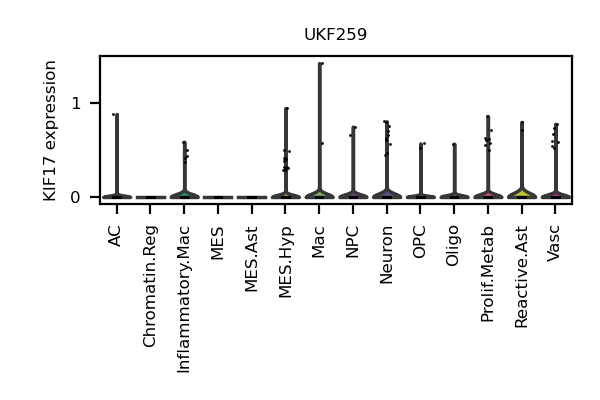 UKF259
KIF17 expression
1
0
AC
Chromatin.Reg
Inflammatory.Mac
MES
MES.Ast
MES.Hyp
Mac
NPC
Neuron
OPC
Oligo
Prolif.Metab
Reactive.Ast
Vasc